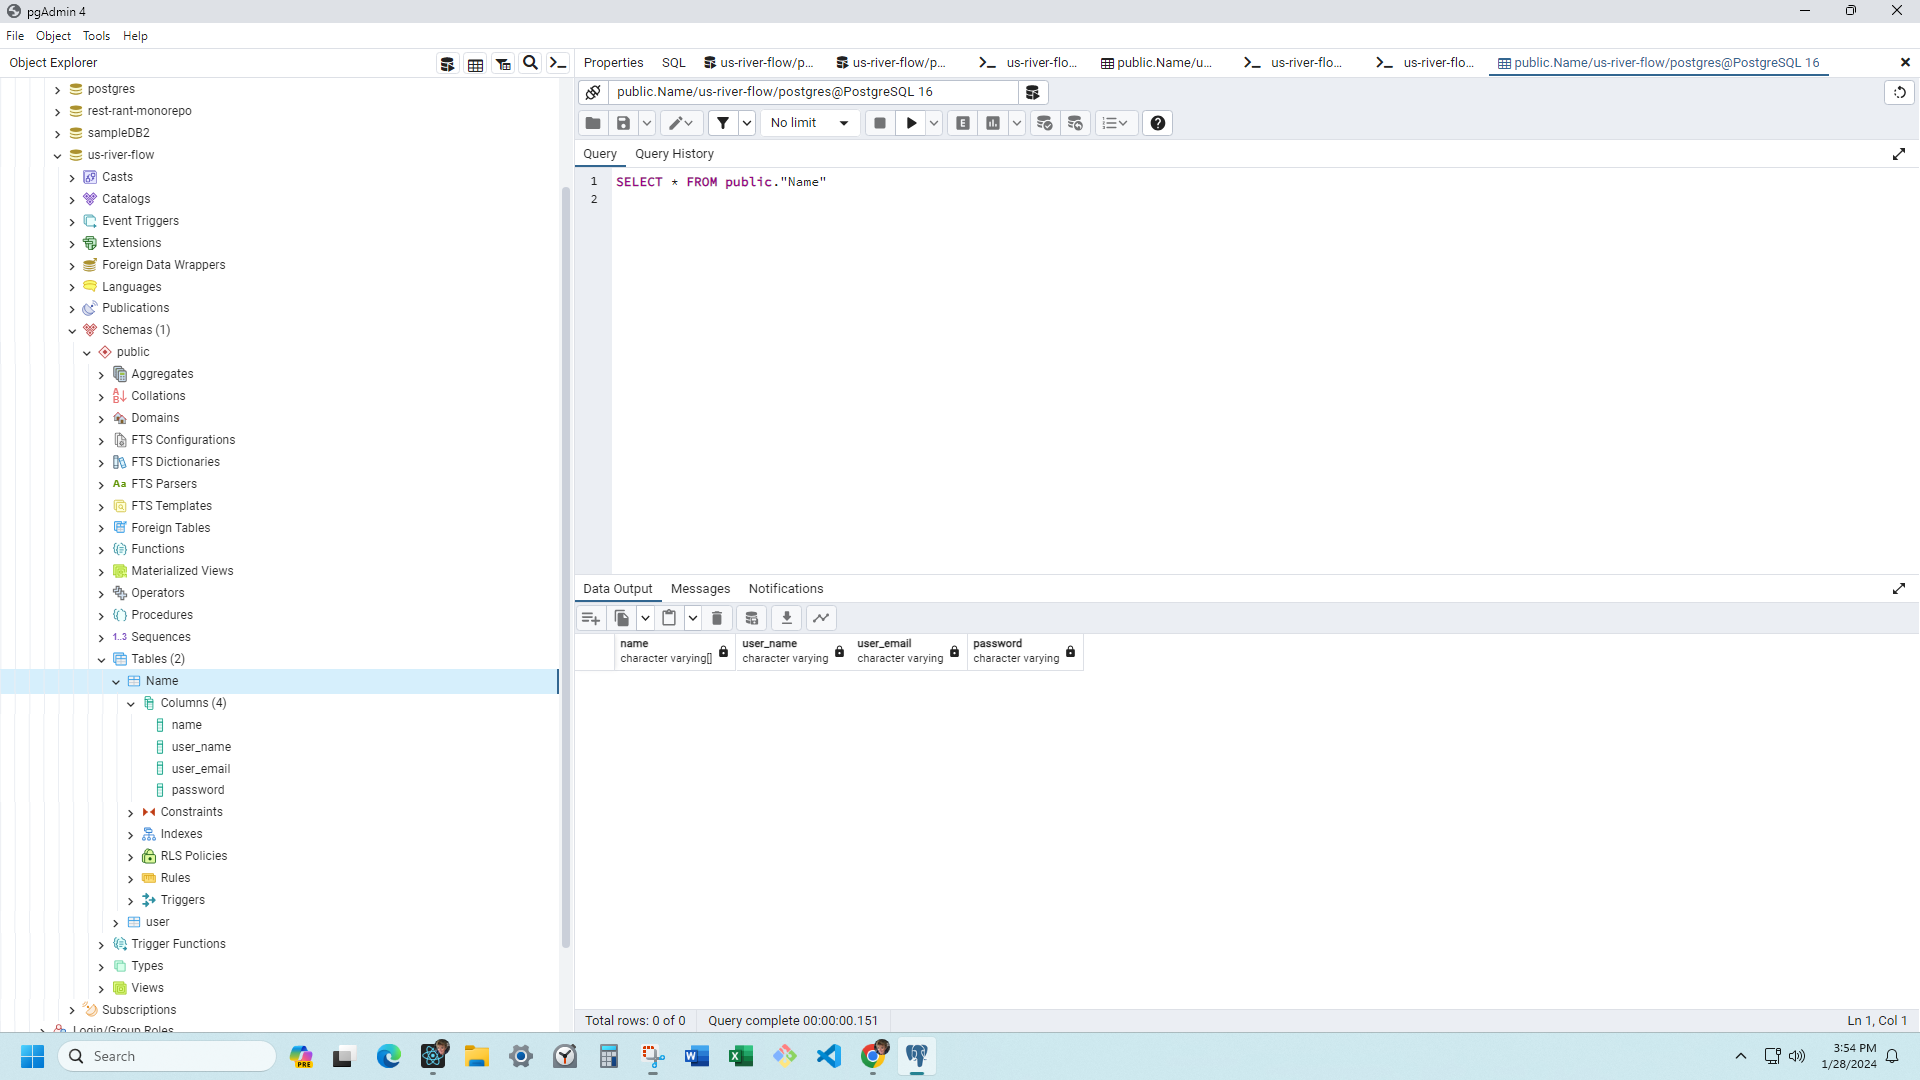 pgAdmin 4
File Object Tools Help
Object Explorer
Properties SQL us-river-flow/p... us-river-flow/p... us-river-flo... public.Name/u... us-river-flo... us-river-flo... public.Name/us-river-flow/postgres@PostgreSQL 16
postgres
rest-rant-monorepo
sampleDB2
us-river-flow
Casts
Catalogs
Event Triggers
Extensions
Foreign Data Wrappers
Languages
Publications
Schemas (1)
public
Aggregates
Collations
Domains
FTS Configurations
FTS Dictionaries
Aa FTS Parsers
FTS Templates
Foreign Tables
Functions
Materialized Views
Operators
Procedures
1..3 Sequences
Tables (2)
Name
Columns (4)
name
user_name
user_email
password
Constraints
Indexes
RLS Policies
Rules
Triggers
user
Trigger Functions
Types
Views
Subscriptions
Login/Group Roles
public.Name/us-river-flow/postgres@PostgreSQL 16
No limit
E
Query Query History
1 SELECT * FROM public."Name"
2
Data Output Messages Notifications
name user_name user_email password
character varying[] character varying character varying character varying
Total rows: 0 of 0 Query complete 00:00:00.151 Ln 1, Col 1
Search
PRE
3:54 PM
1/28/2024